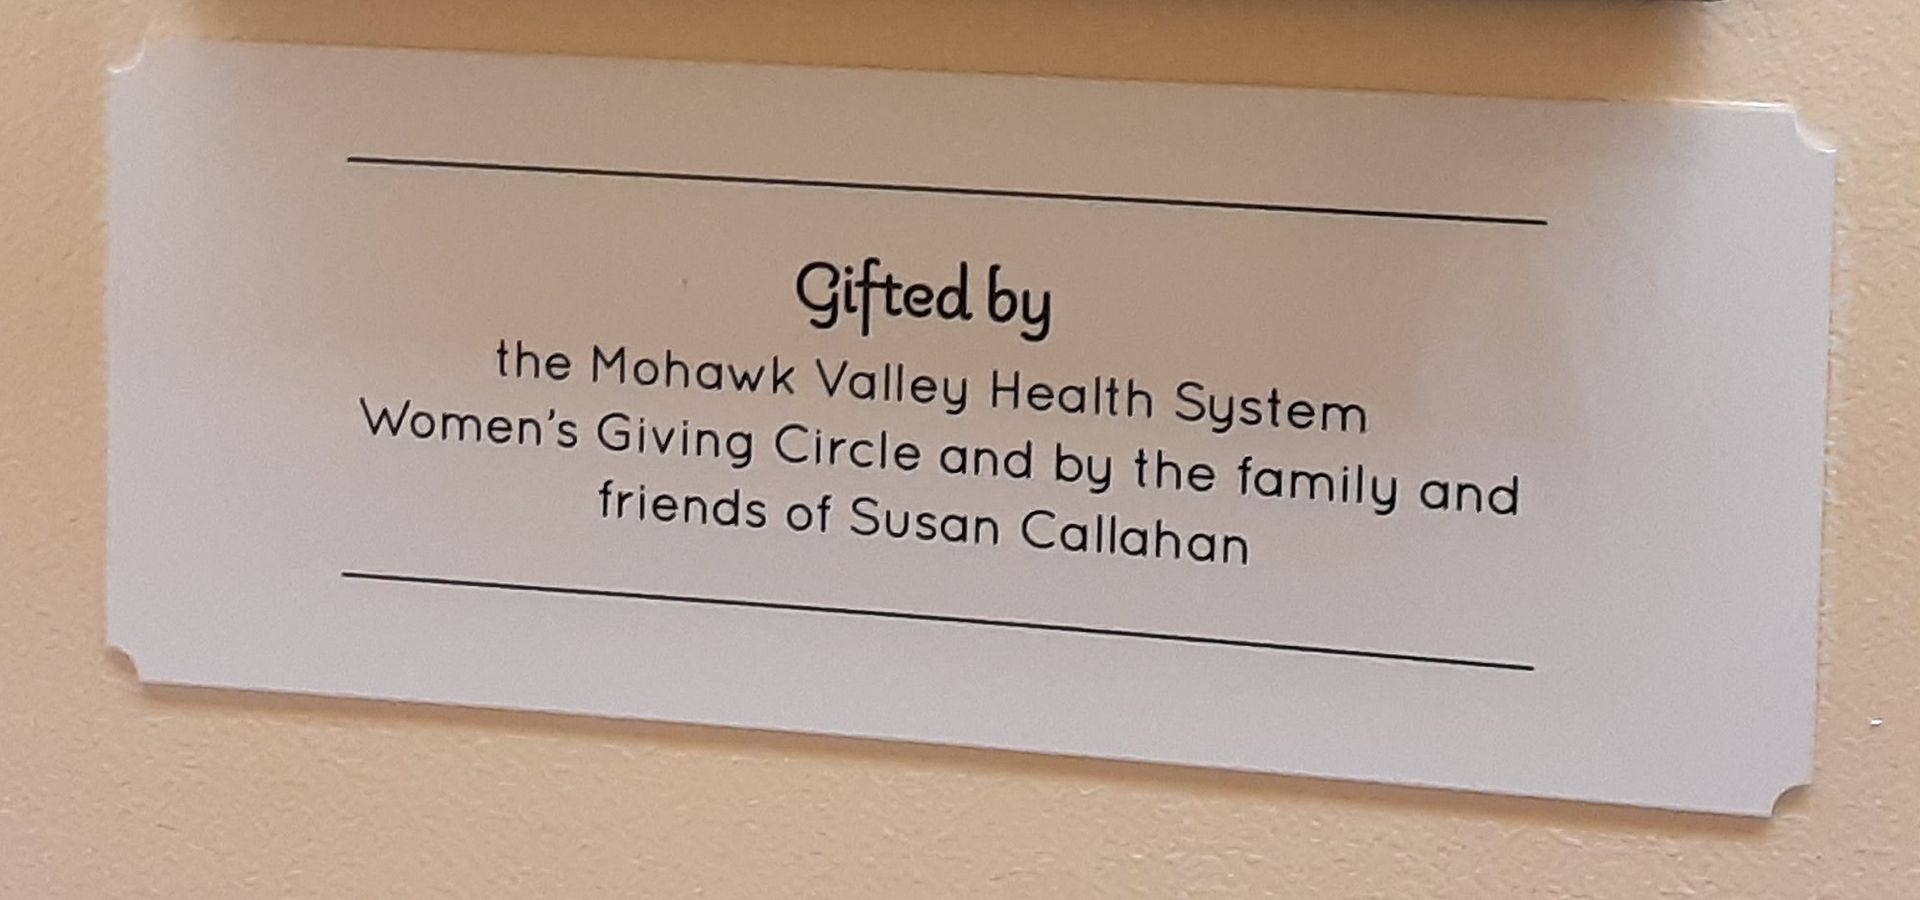 Gifted by
the Mohawk Valley Health System
Women's Giving Circle and by the family and
friends of Susan Callahan